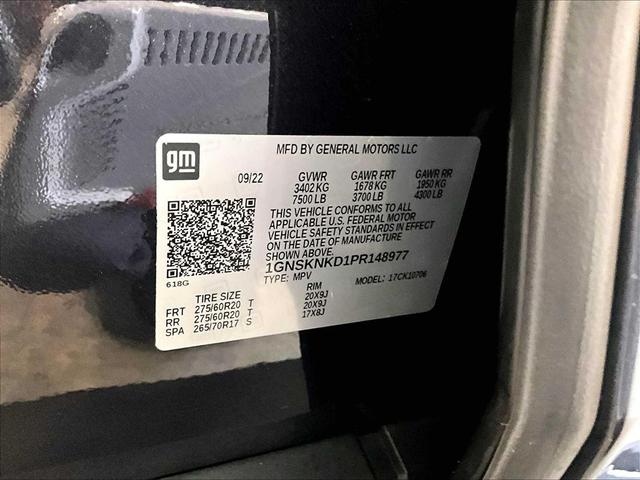 gm
MFD BY GENERAL MOTORS LLC
09/22 GVWR GAWR FRT GAWR RR
3402 KG 1678 KG 1950 KG
7500 LB 3700 LB 4300 LB
THIS VEHICLE CONFORMS TO ALL
APPLICABLE U.S. FEDERAL MOTOR
VEHICLE SAFETY STANDARDS IN EFFECT
ON THE DATE OF MANUFACTURE
SHOWN ABOVE.
1GNSKNKD1PR148977
618G TYPE: MPV MODEL: 17CK10706
TIRE SIZE RIM
FRT 275/60R20 T 20X9J
RR 275/60R20 T 20X9J
SPA 265/70R17 S 17X8J